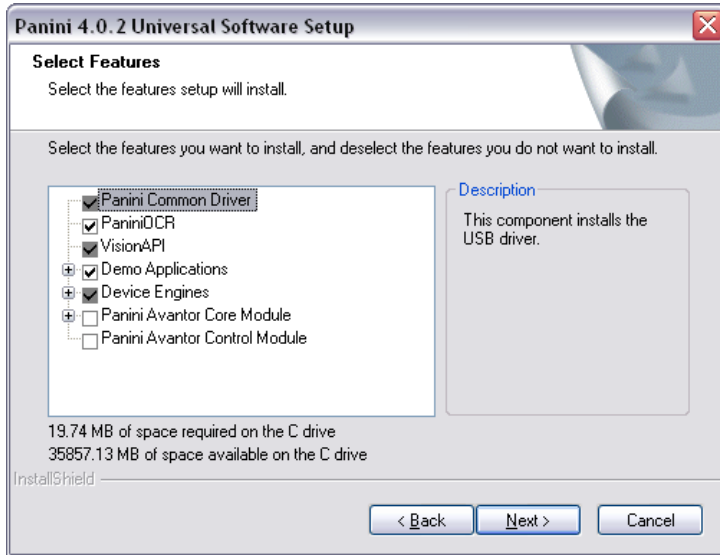 Panini 4.0.2 Universal Software Setup
Select Features
Select the features setup will install.
Select the features you want to install, and deselect the features you do not want to install.
Panini Common Driver
PaniniOCR
VisionAPI
Demo Applications
Device Engines
Panini Avantor Core Module
Panini Avantor Control Module
Description
This component installs the
USB driver.
19.74 MB of space required on the C drive
35857.13 MB of space available on the C drive
InstallShield
< Back
Next >
Cancel